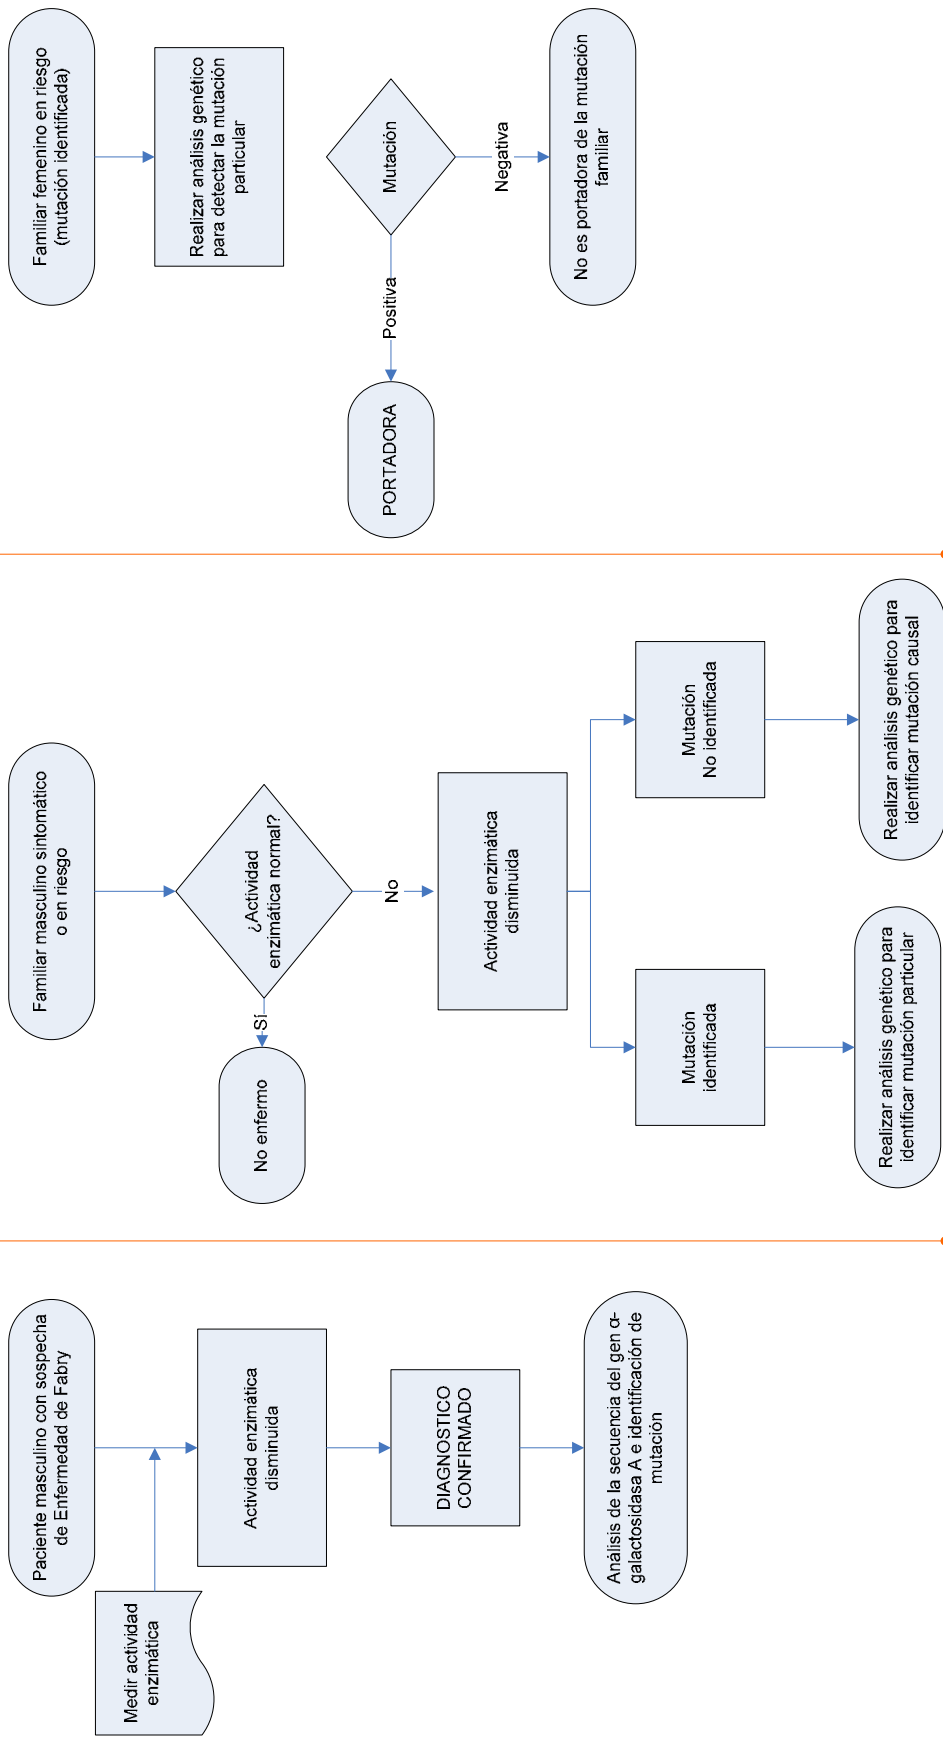 Paciente masculino con sospecha
de Enfermedad de Fabry
Medir actividad
enzimática
Actividad enzimática
disminuida
DIAGNOSTICO
CONFIRMADO
Análisis de la secuencia del gen α-
galactosidasa A e identificación de
mutación
Familiar masculino sintomático
o en riesgo
¿Actividad
enzimática normal?
Sí
No enfermo
No
Actividad enzimática
disminuida
Mutación
identificada
Mutación
No identificada
Realizar análisis genético para
identificar mutación particular
Realizar análisis genético para
identificar mutación causal
Familiar femenino en riesgo
(mutación identificada)
Realizar análisis genético
para detectar la mutación
particular
Mutación
Positiva
Negativa
PORTADORA
No es portadora de la mutación
familiar